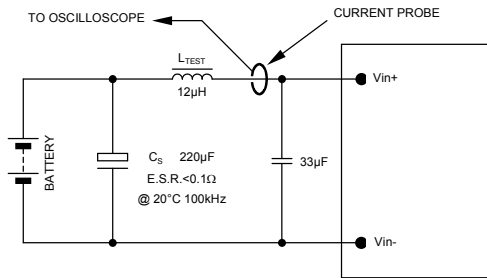 TO OSCILLOSCOPE
CURRENT PROBE
LTEST
12µH
Vin+
BATTERY
CS 220µF
E.S.R.<0.1Ω
@ 20°C 100kHz
33µF
Vin-